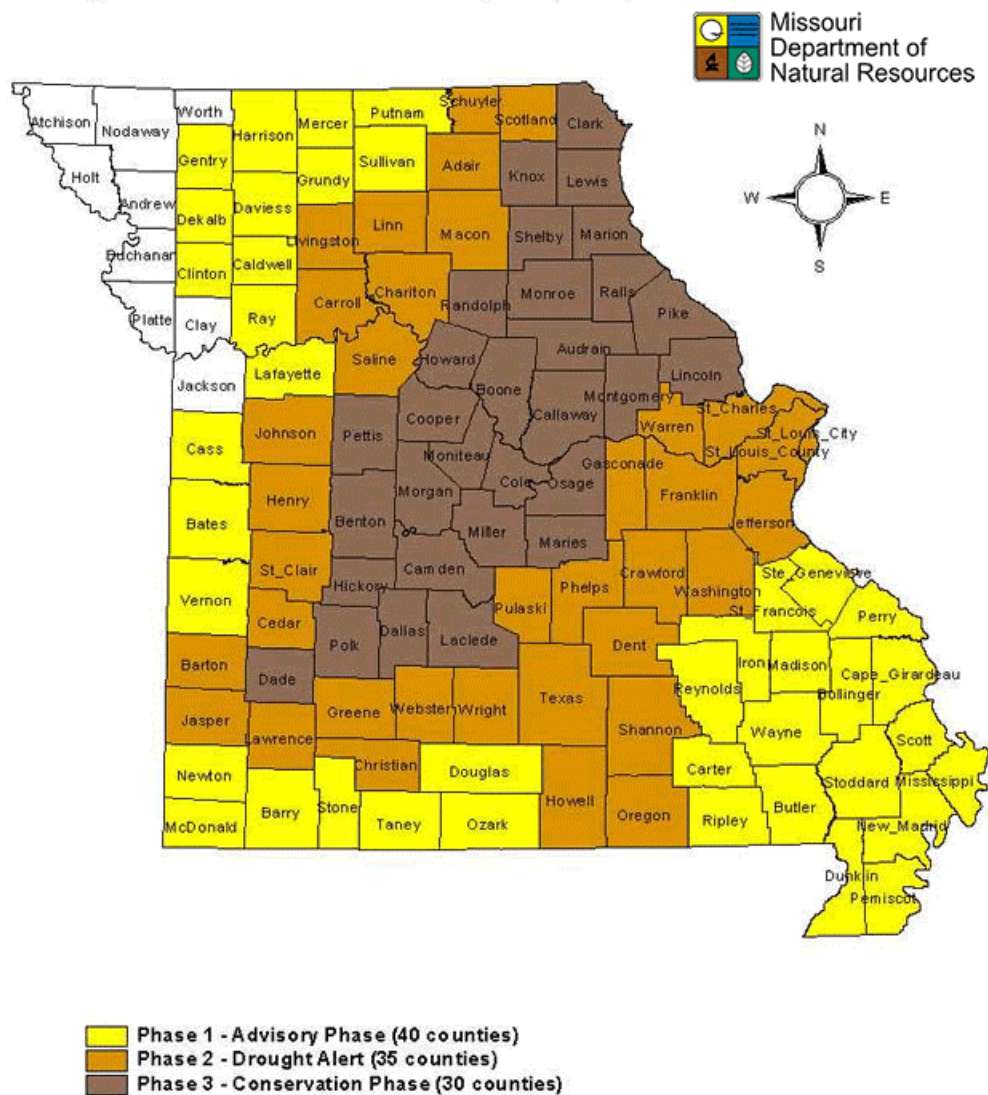 Missouri
Department of
Natural Resources
N
W
E
S
Atchison
Nodaway
Worth
Harrison
Mercer
Putnam
Schuyler
Scotland
Clark
Gentry
Sullivan
Adair
Knox
Lewis
Holt
Andrew
Grundy
Dekalb
Daviess
Livingston
Linn
Macon
Shelby
Marion
Buchanan
Clinton
Caldwell
Carroll
Chariton
Randolph
Monroe
Ralls
Pike
Platte
Clay
Ray
Jackson
Lafayette
Saline
Howard
Boone
Audrain
Lincoln
Callaway
Montgomery
Warren
St_Charles
St_Louis_City
St_Louis_County
Cass
Johnson
Pettis
Cooper
Moniteau
Cole
Osage
Gasconade
Franklin
Jefferson
Bates
Henry
Benton
Morgan
Miller
Maries
St_Clair
Hickory
Camden
Pulaski
Phelps
Crawford
Washington
Ste_Genevieve
St_Francois
Perry
Vernon
Cedar
Polk
Dallas
Laclede
Dent
Iron
Madison
Bollinger
Cape_Girardeau
Barton
Dade
Greene
Webster
Wright
Texas
Reynolds
Shannon
Wayne
Scott
Jasper
Lawrence
Christian
Douglas
Carter
Stoddard
Mississippi
Newton
Barry
Stone
Taney
Ozark
Howell
Oregon
Ripley
Butler
New_Madrid
McDonald
Dunklin
Pemiscot
Phase 1 - Advisory Phase (40 counties)
Phase 2 - Drought Alert (35 counties)
Phase 3 - Conservation Phase (30 counties)